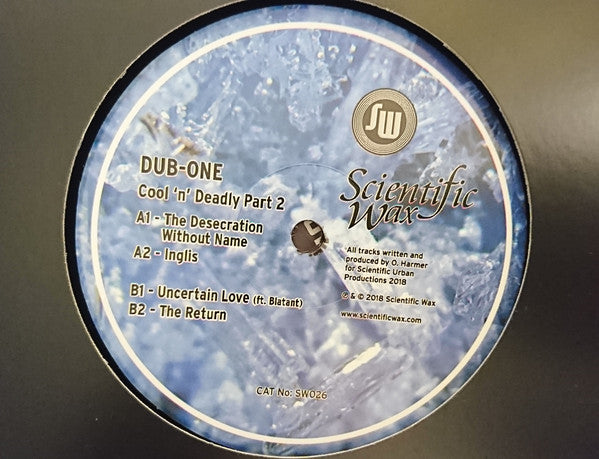 SW
DUB-ONE
Cool 'n' Deadly Part 2
A1 - The Desecration
Without Name
A2 - Inglis
B1 - Uncertain Love (ft. Blatant)
B2 - The Return
Scientific
Wax
All tracks written and
produced by O. Harmer
for Scientific Urban
Productions 2018
℗ & © 2018 Scientific Wax
www.scientificwax.com
CAT No: SW026